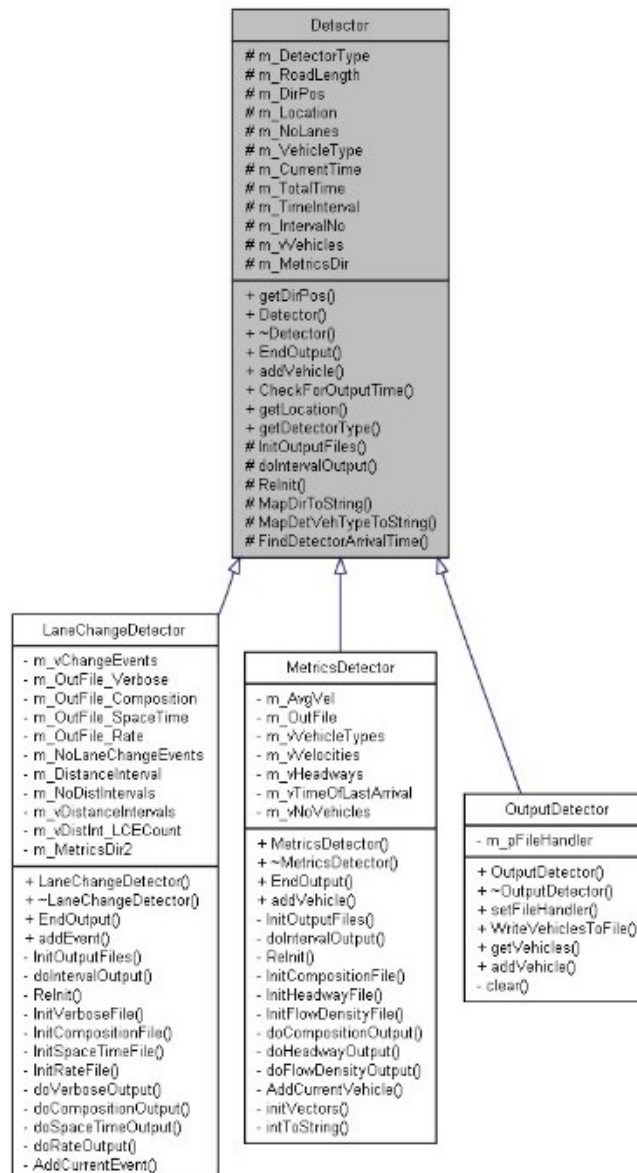 Detector
# m_DetectorType
# m_RoadLength
# m_DirPos
# m_Location
# m_NoLanes
# m_VehicleType
# m_CurrentTime
# m_TotalTime
# m_TimeInterval
# m_IntervalNo
# m_vVehicles
# m_MetricsDir
+ getDirPos()
+ Detector()
+ ~Detector()
+ EndOutput()
+ addVehicle()
+ CheckForOutputTime()
+ getLocation()
+ getDetectorType()
# InitOutputFiles()
# doIntervalOutput()
# ReInit()
# MapDirToString()
# MapDetVehTypeToString()
# FindDetectorArrivalTime()
LaneChangeDetector
- m_vChangeEvents
- m_OutFile_Verbose
- m_OutFile_Composition
- m_OutFile_SpaceTime
- m_OutFile_Rate
- m_NoLaneChangeEvents
- m_DistanceInterval
- m_NoDistIntervals
- m_vDistanceIntervals
- m_vDistInt_LCECount
- m_MetricsDir2
+ LaneChangeDetector()
+ ~LaneChangeDetector()
+ EndOutput()
+ addEvent()
- InitOutputFiles()
- doIntervalOutput()
- ReInit()
- InitVerboseFile()
- InitCompositionFile()
- InitSpaceTimeFile()
- InitRateFile()
- doVerboseOutput()
- doCompositionOutput()
- doSpaceTimeOutput()
- doRateOutput()
- AddCurrentEvent()
MetricsDetector
- m_AvgVel
- m_OutFile
- m_vVehicleTypes
- m_vVelocities
- m_vHeadways
- m_vTimeOfLastArrival
- m_vNoVehicles
+ MetricsDetector()
+ ~MetricsDetector()
+ EndOutput()
+ addVehicle()
- InitOutputFiles()
- doIntervalOutput()
- ReInit()
- InitCompositionFile()
- InitHeadwayFile()
- InitFlowDensityFile()
- doCompositionOutput()
- doHeadwayOutput()
- doFlowDensityOutput()
- AddCurrentVehicle()
- initVectors()
- intToString()
OutputDetector
- m_pFileHandler
+ OutputDetector()
+ ~OutputDetector()
+ setFileHandler()
+ WriteVehiclesToFile()
+ getVehicles()
+ addVehicle()
- clear()